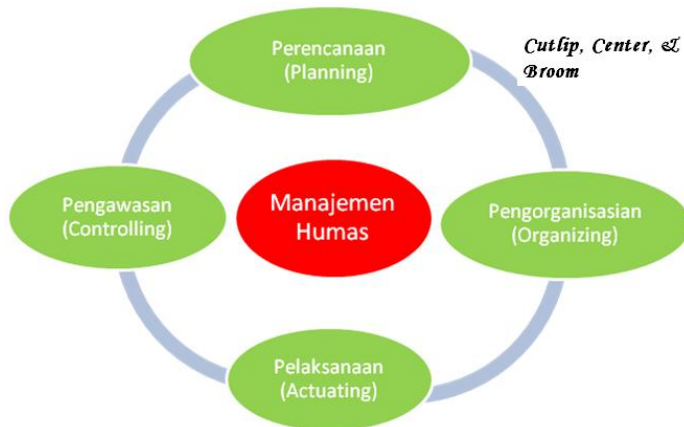 Perencanaan
(Planning)
Cutlip, Center, &
Broom
Pengawasan
(Controlling)
Manajemen
Humas
Pengorganisasian
(Organizing)
Pelaksanaan
(Actuating)